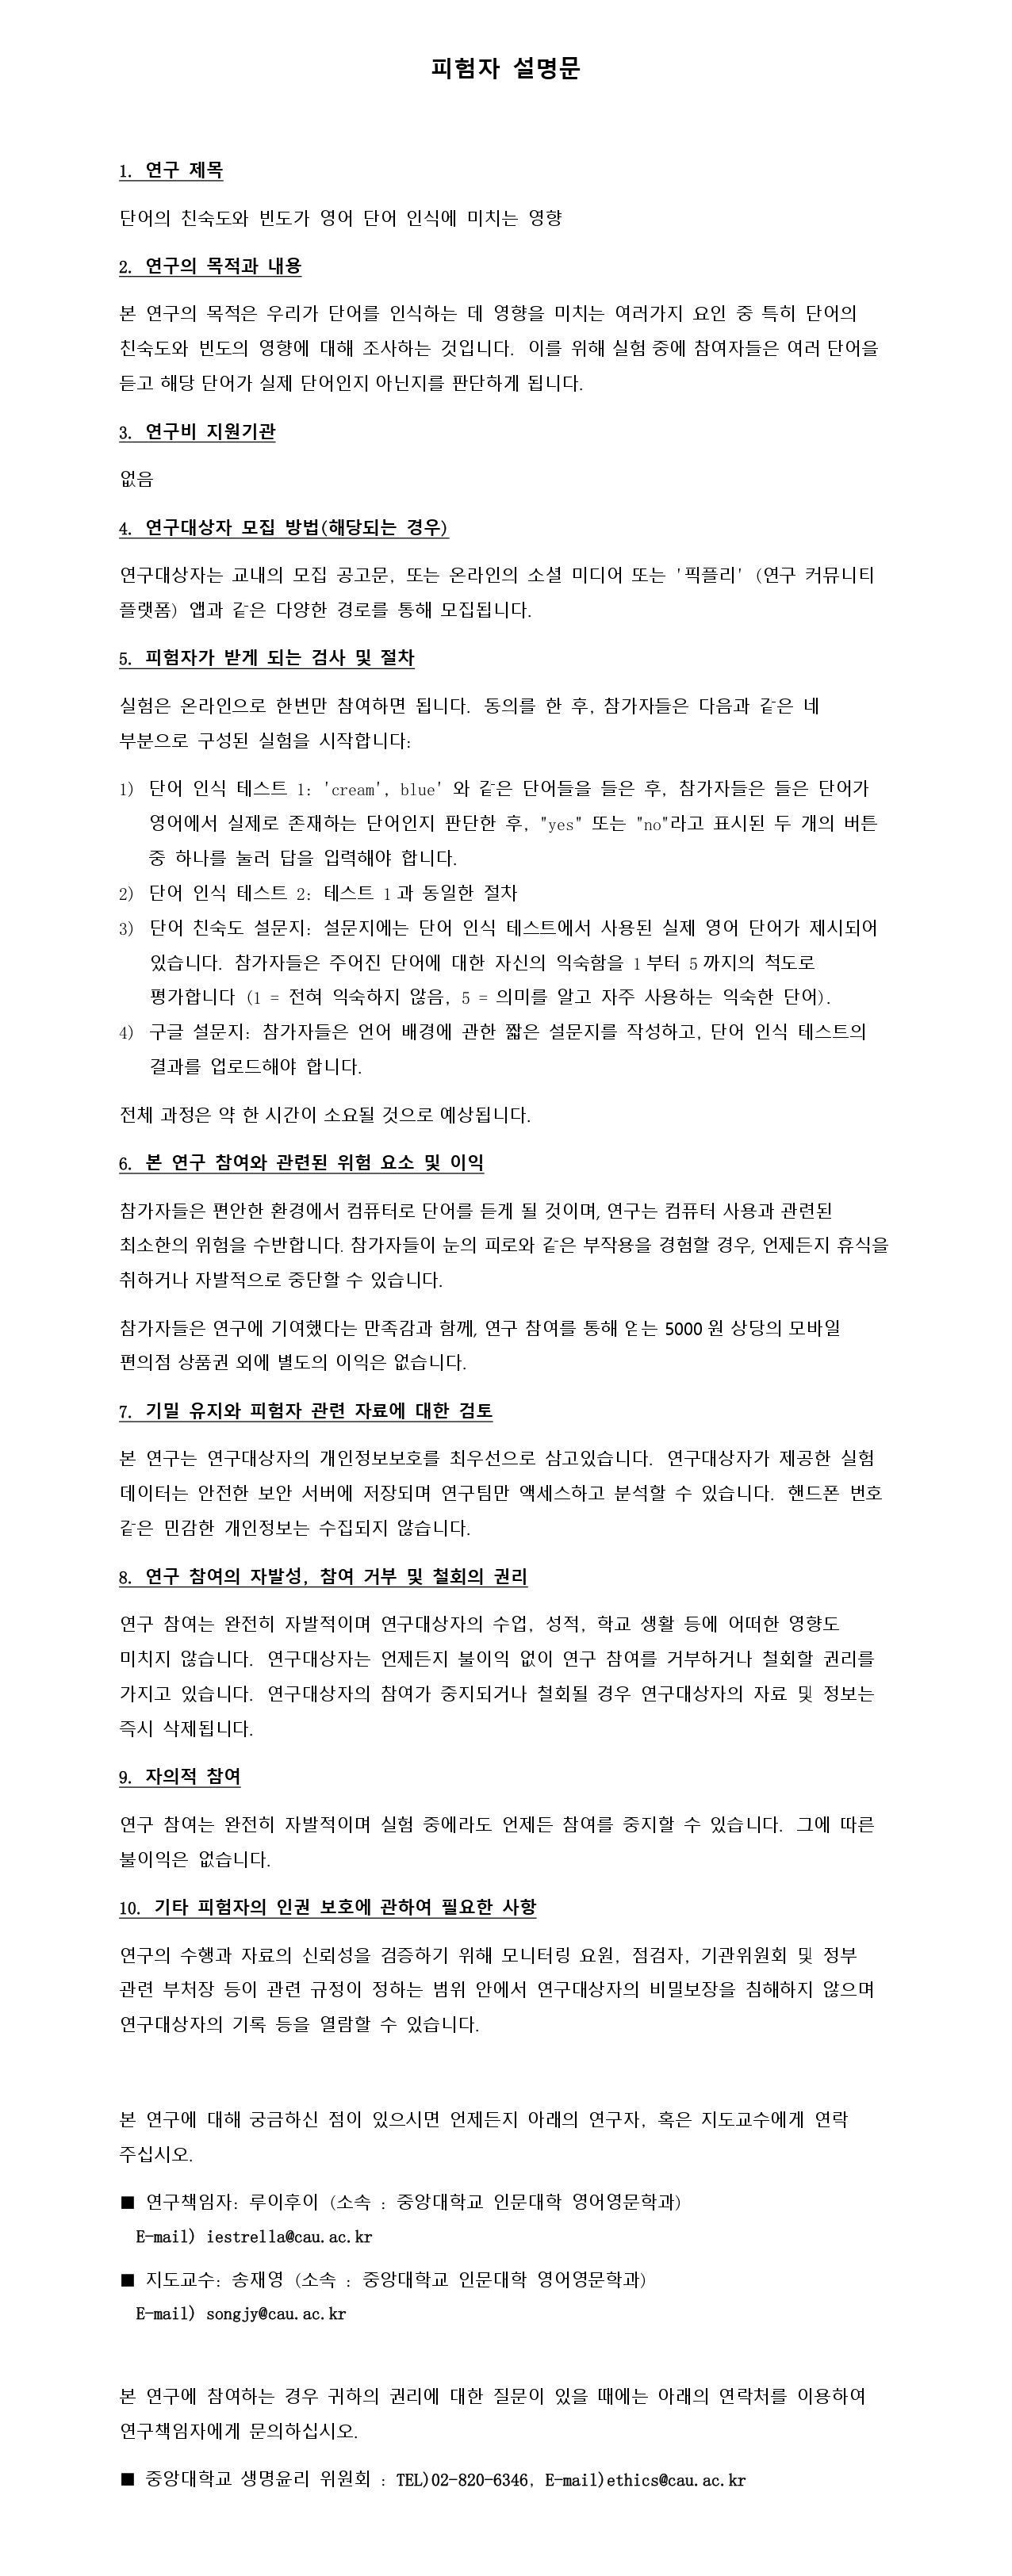 피험자 설명문
1. 연구 제목
단어의 친숙도와 빈도가 영어 단어 인식에 미치는 영향
2. 연구의 목적과 내용
본 연구의 목적은 우리가 단어를 인식하는 데 영향을 미치는 여러가지 요인 중 특히 단어의
친숙도와 빈도의 영향에 대해 조사하는 것입니다. 이를 위해 실험 중에 참여자들은 여러 단어을
듣고 해당 단어가 실제 단어인지 아닌지를 판단하게 됩니다.
3. 연구비 지원기관
없음
4. 연구대상자 모집 방법(해당되는 경우)
연구대상자는 교내의 모집 공고문, 또는 온라인의 소셜 미디어 또는 '픽플리' (연구 커뮤니티
플랫폼) 앱과 같은 다양한 경로를 통해 모집됩니다.
5. 피험자가 받게 되는 검사 및 절차
실험은 온라인으로 한번만 참여하면 됩니다. 동의를 한 후, 참가자들은 다음과 같은 네
부분으로 구성된 실험을 시작합니다:
1) 단어 인식 테스트 1: 'cream', blue' 와 같은 단어들을 들은 후, 참가자들은 들은 단어가
영어에서 실제로 존재하는 단어인지 판단한 후, "yes" 또는 "no"라고 표시된 두 개의 버튼
중 하나를 눌러 답을 입력해야 합니다.
2) 단어 인식 테스트 2: 테스트 1 과 동일한 절차
3) 단어 친숙도 설문지: 설문지에는 단어 인식 테스트에서 사용된 실제 영어 단어가 제시되어
있습니다. 참가자들은 주어진 단어에 대한 자신의 익숙함을 1 부터 5 까지의 척도로
평가합니다 (1 = 전혀 익숙하지 않음, 5 = 의미를 알고 자주 사용하는 익숙한 단어).
4) 구글 설문지: 참가자들은 언어 배경에 관한 짧은 설문지를 작성하고, 단어 인식 테스트의
결과를 업로드해야 합니다.
전체 과정은 약 한 시간이 소요될 것으로 예상됩니다.
6. 본 연구 참여와 관련된 위험 요소 및 이익
참가자들은 편안한 환경에서 컴퓨터로 단어를 듣게 될 것이며, 연구는 컴퓨터 사용과 관련된
최소한의 위험을 수반합니다. 참가자들이 눈의 피로와 같은 부작용을 경험할 경우, 언제든지 휴식을
취하거나 자발적으로 중단할 수 있습니다.
참가자들은 연구에 기여했다는 만족감과 함께, 연구 참여를 통해 얻는 5000 원 상당의 모바일
편의점 상품권 외에 별도의 이익은 없습니다.
7. 기밀 유지와 피험자 관련 자료에 대한 검토
본 연구는 연구대상자의 개인정보보호를 최우선으로 삼고있습니다. 연구대상자가 제공한 실험
데이터는 안전한 보안 서버에 저장되며 연구팀만 액세스하고 분석할 수 있습니다. 핸드폰 번호
같은 민감한 개인정보는 수집되지 않습니다.
8. 연구 참여의 자발성, 참여 거부 및 철회의 권리
연구 참여는 완전히 자발적이며 연구대상자의 수업, 성적, 학교 생활 등에 어떠한 영향도
미치지 않습니다. 연구대상자는 언제든지 불이익 없이 연구 참여를 거부하거나 철회할 권리를
가지고 있습니다. 연구대상자의 참여가 중지되거나 철회될 경우 연구대상자의 자료 및 정보는
즉시 삭제됩니다.
9. 자의적 참여
연구 참여는 완전히 자발적이며 실험 중에라도 언제든 참여를 중지할 수 있습니다. 그에 따른
불이익은 없습니다.
10. 기타 피험자의 인권 보호에 관하여 필요한 사항
연구의 수행과 자료의 신뢰성을 검증하기 위해 모니터링 요원, 점검자, 기관위원회 및 정부
관련 부처장 등이 관련 규정이 정하는 범위 안에서 연구대상자의 비밀보장을 침해하지 않으며
연구대상자의 기록 등을 열람할 수 있습니다.
본 연구에 대해 궁금하신 점이 있으시면 언제든지 아래의 연구자, 혹은 지도교수에게 연락
주십시오.
■ 연구책임자: 루이후이 (소속 : 중앙대학교 인문대학 영어영문학과)
E-mail) iestrella@cau.ac.kr
■ 지도교수: 송재영 (소속 : 중앙대학교 인문대학 영어영문학과)
E-mail) songjy@cau.ac.kr
본 연구에 참여하는 경우 귀하의 권리에 대한 질문이 있을 때에는 아래의 연락처를 이용하여
연구책임자에게 문의하십시오.
■ 중앙대학교 생명윤리 위원회 : TEL)02-820-6346, E-mail)ethics@cau.ac.kr